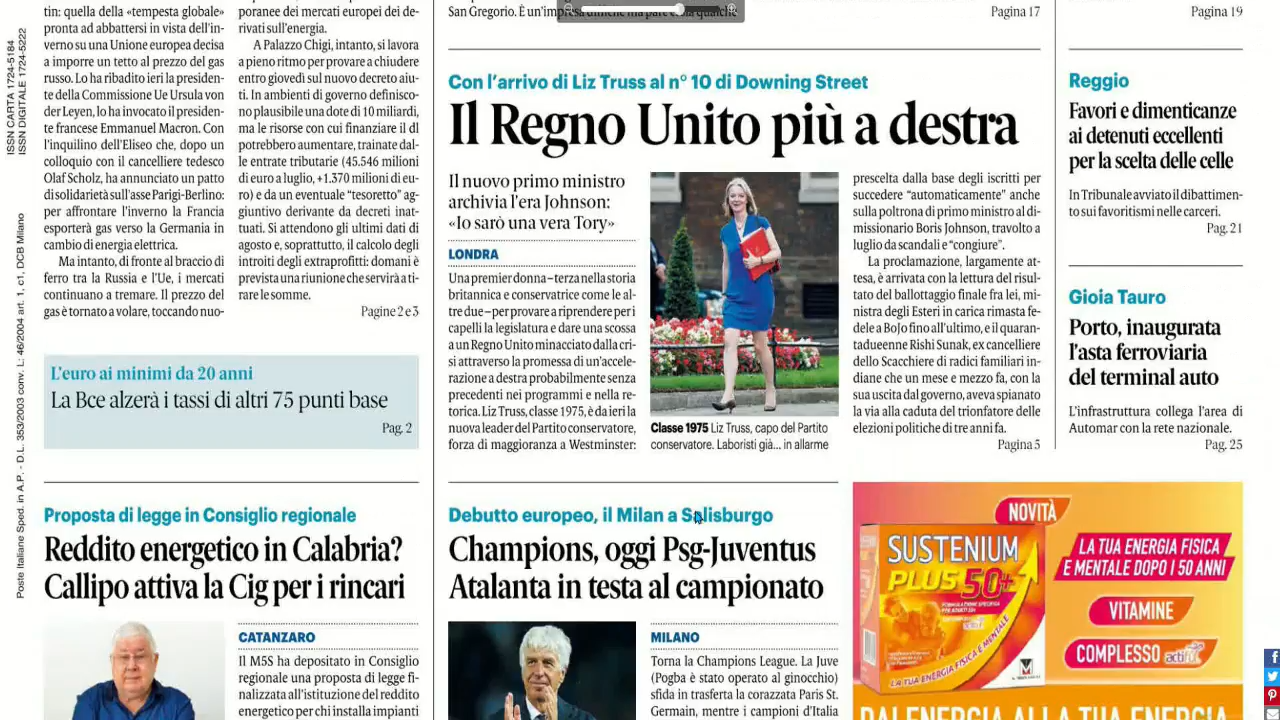 ISSN CARTA 1724-5184
ISSN DIGITALE 1724-5222
Poste Italiane Sped. in A.P. - D.L. 353/2003 conv. L: 46/2004 art. 1, c1, DCB Milano
tin: quella della «tempesta globale»
pronta ad abbattersi in vista dell'in-
verno su una Unione europea decisa
a imporre un tetto al prezzo del gas
russo. Lo ha ribadito ieri la presiden-
te della Commissione Ue Ursula von
der Leyen, lo ha invocato il presiden-
te francese Emmanuel Macron. Con
l'inquilino dell'Eliseo che, dopo un
colloquio con il cancelliere tedesco
Olaf Scholz, ha annunciato un patto
di solidarietà sull'asse Parigi-Berlino:
per affrontare l'inverno la Francia
esporterà gas verso la Germania in
cambio di energia elettrica.
Ma intanto, di fronte al braccio di
ferro tra la Russia e l'Ue, i mercati
continuano a tremare. Il prezzo del
gas è tornato a volare, toccando nuo-
poranee dei mercati europei dei de-
rivati sull'energia.
A Palazzo Chigi, intanto, si lavora
a pieno ritmo per provare a chiudere
entro giovedì sul nuovo decreto aiu-
ti. In ambienti di governo definisco-
no plausibile una dote di 10 miliardi,
ma le risorse con cui finanziare il dl
potrebbero aumentare, trainate dal-
le entrate tributarie (45.546 milioni
di euro a luglio, +1.370 milioni di eu-
ro) e da un eventuale "tesoretto" ag-
giuntivo derivante da decreti inat-
tuati. Si attendono gli ultimi dati di
agosto e, soprattutto, il calcolo degli
introiti degli extraprofitti: domani è
prevista una riunione che servirà a ti-
rare le somme.
Pagine 2 e 3
L'euro ai minimi da 20 anni
La Bce alzerà i tassi di altri 75 punti base
Pag. 2
San Gregorio. È un'impresa
Pagina 17
Pagina 19
Con l'arrivo di Liz Truss al n° 10 di Downing Street
Il Regno Unito più a destra
Il nuovo primo ministro
archivia l'era Johnson:
«Io sarò una vera Tory»
LONDRA
Una premier donna – terza nella storia
britannica e conservatrice come le al-
tre due – per provare a riprendere per i
capelli la legislatura e dare una scossa
a un Regno Unito minacciato dalla cri-
si attraverso la promessa di un'accele-
razione a destra probabilmente senza
precedenti nei programmi e nella re-
torica. Liz Truss, classe 1975, è da ieri la
nuova leader del Partito conservatore,
forza di maggioranza a Westminster:
Classe 1975 Liz Truss, capo del Partito
conservatore. Laboristi già... in allarme
prescelta dalla base degli iscritti per
succedere "automaticamente" anche
sulla poltrona di primo ministro al di-
missionario Boris Johnson, travolto a
luglio da scandali e "congiure".
La proclamazione, largamente at-
tesa, è arrivata con la lettura del risul-
tato del ballottaggio finale fra lei, mi-
nistra degli Esteri in carica rimasta fe-
dele a BoJo fino all'ultimo, e il quaran-
tadueenne Rishi Sunak, ex cancelliere
dello Scacchiere di radici familiari in-
diane che un mese e mezzo fa, con la
sua uscita dal governo, aveva spianato
la via alla caduta del trionfatore delle
elezioni politiche di tre anni fa.
Pagina 5
Reggio
Favori e dimenticanze
ai detenuti eccellenti
per la scelta delle celle
In Tribunale avviato il dibattimen-
to sui favoritismi nelle carceri.
Pag. 21
Gioia Tauro
Porto, inaugurata
l'asta ferroviaria
del terminal auto
L'infrastruttura collega l'area di
Automar con la rete nazionale.
Pag. 25
Proposta di legge in Consiglio regionale
Reddito energetico in Calabria?
Callipo attiva la Cig per i rincari
CATANZARO
Il M5S ha depositato in Consiglio
regionale una proposta di legge fi-
nalizzata all'istituzione del reddito
energetico per chi installa impianti
Debutto europeo, il Milan a Salisburgo
Champions, oggi Psg-Juventus
Atalanta in testa al campionato
MILANO
Torna la Champions League. La Juve
(Pogba è stato operato al ginocchio)
sfida in trasferta la corazzata Paris St.
Germain, mentre i campioni d'Italia
NOVITÀ
SUSTENIUM
PLUS 50+
LA TUA ENERGIA FISICA E MENTALE
LA TUA ENERGIA FISICA
E MENTALE DOPO I 50 ANNI
VITAMINE
COMPLESSO
DAI ENERGIA ALLA TUA ENERGIA